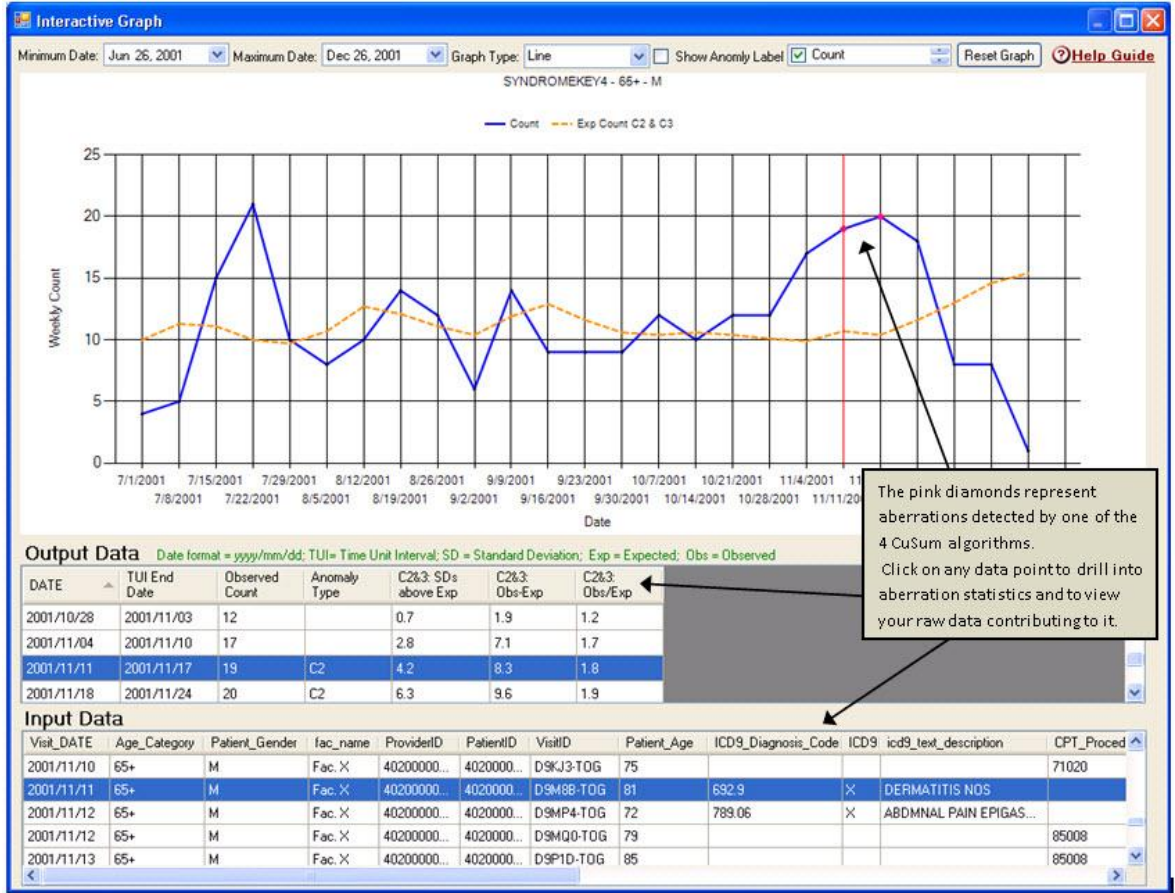 Interactive Graph
Minimum Date: Jun 26, 2001 Maximum Date: Dec 26, 2001 Graph Type: Line Show Anomly Label Count Reset Graph ?Help Guide
SYNDROMEKEY4 - 65+ - M
Count Exp Count C2 & C3
25
20
15
10
5
0
Weekly Count
7/1/2001 7/15/2001 7/29/2001 8/12/2001 8/26/2001 9/9/2001 9/23/2001 10/7/2001 10/21/2001 11/4/2001
7/8/2001 7/22/2001 8/5/2001 8/19/2001 9/2/2001 9/16/2001 9/30/2001 10/14/2001 10/28/2001
Date
The pink diamonds represent
aberrations detected by one of the
4 CuSum algorithms.
Click on any data point to drill into
aberration statistics and to view
your raw data contributing to it.
Output Data Date format = yyyy/mm/dd; TUI= Time Unit Interval; SD = Standard Deviation; Exp = Expected; Obs = Observed
DATE TUI End Date Observed Count Anomaly Type C2&3: SDs above Exp C2&3: Obs-Exp C2&3: Obs/Exp
2001/10/28 2001/11/03 12 0.7 1.9 1.2
2001/11/04 2001/11/10 17 2.8 7.1 1.7
2001/11/11 2001/11/17 19 C2 4.2 8.3 1.8
2001/11/18 2001/11/24 20 C2 6.3 9.6 1.9
Input Data
Visit_DATE Age_Category Patient_Gender fac_name ProviderID PatientID VisitID Patient_Age ICD9_Diagnosis_Code ICD9 icd9_text_description CPT_Proced
2001/11/10 65+ M Fac. X 40200000... 4020000... D9KJ3-TOG 75 71020
2001/11/11 65+ M Fac. X 40200000... 4020000... D9M8B-TOG 81 692.9 X DERMATITIS NOS
2001/11/12 65+ M Fac. X 40200000... 4020000... D9MP4-TOG 72 789.06 X ABDMNAL PAIN EPIGAS...
2001/11/12 65+ M Fac. X 40200000... 4020000... D9MQ0-TOG 79 85008
2001/11/13 65+ M Fac. X 40200000... 4020000... D9P1D-TOG 85 85008